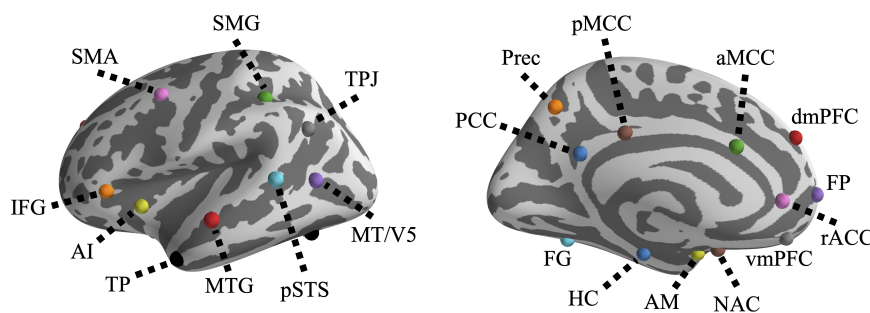 SMG
SMA
TPJ
IFG
AI
TP
MTG
pSTS
MT/V5
pMCC
Prec
aMCC
PCC
dmPFC
FP
rACC
vmPFC
FG
HC
AM
NAC